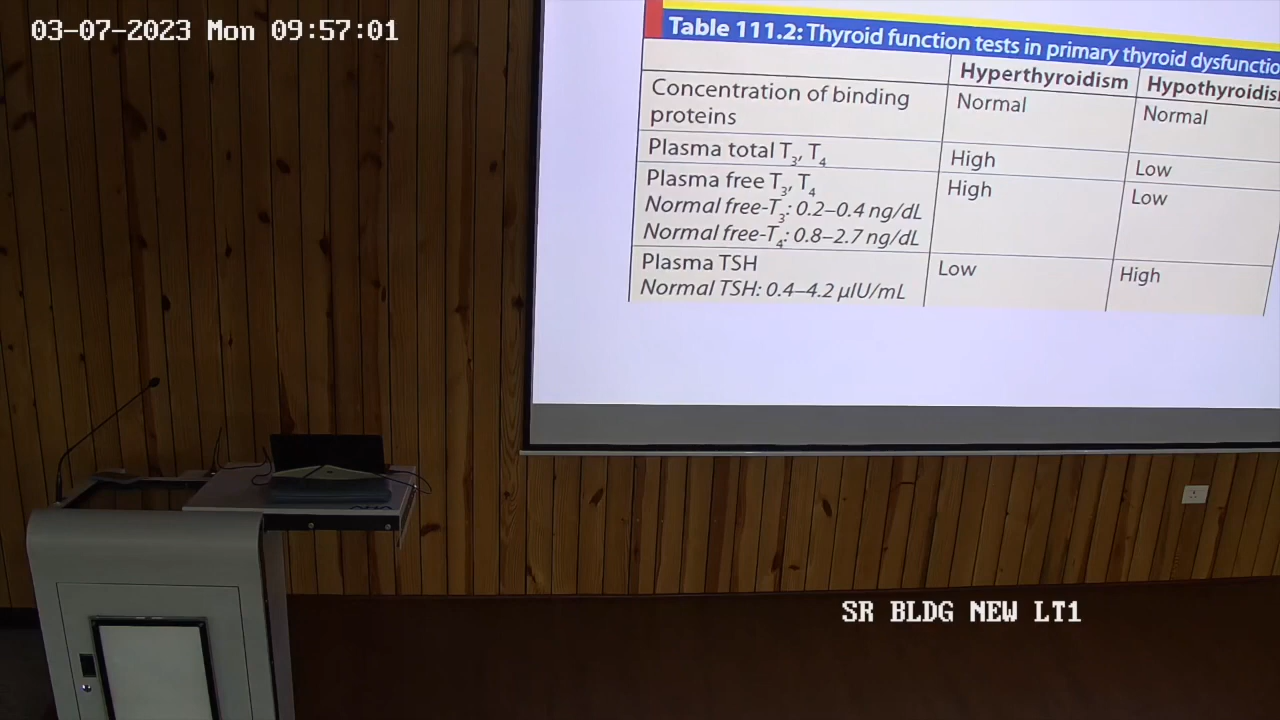 03-07-2023 Mon 09:57:01
Table 111.2: Thyroid function tests in primary thyroid
Hyperthyroidism
Concentration of binding proteins Normal Normal
Plasma total T3, T4 High Low
Plasma free T3, T4 High Low
Normal free-T3: 0.2–0.4 ng/dL
Normal free-T4: 0.8–2.7 ng/dL
Plasma TSH Low High
Normal TSH: 0.4–4.2 µIU/mL
SR BLDG NEW LT1